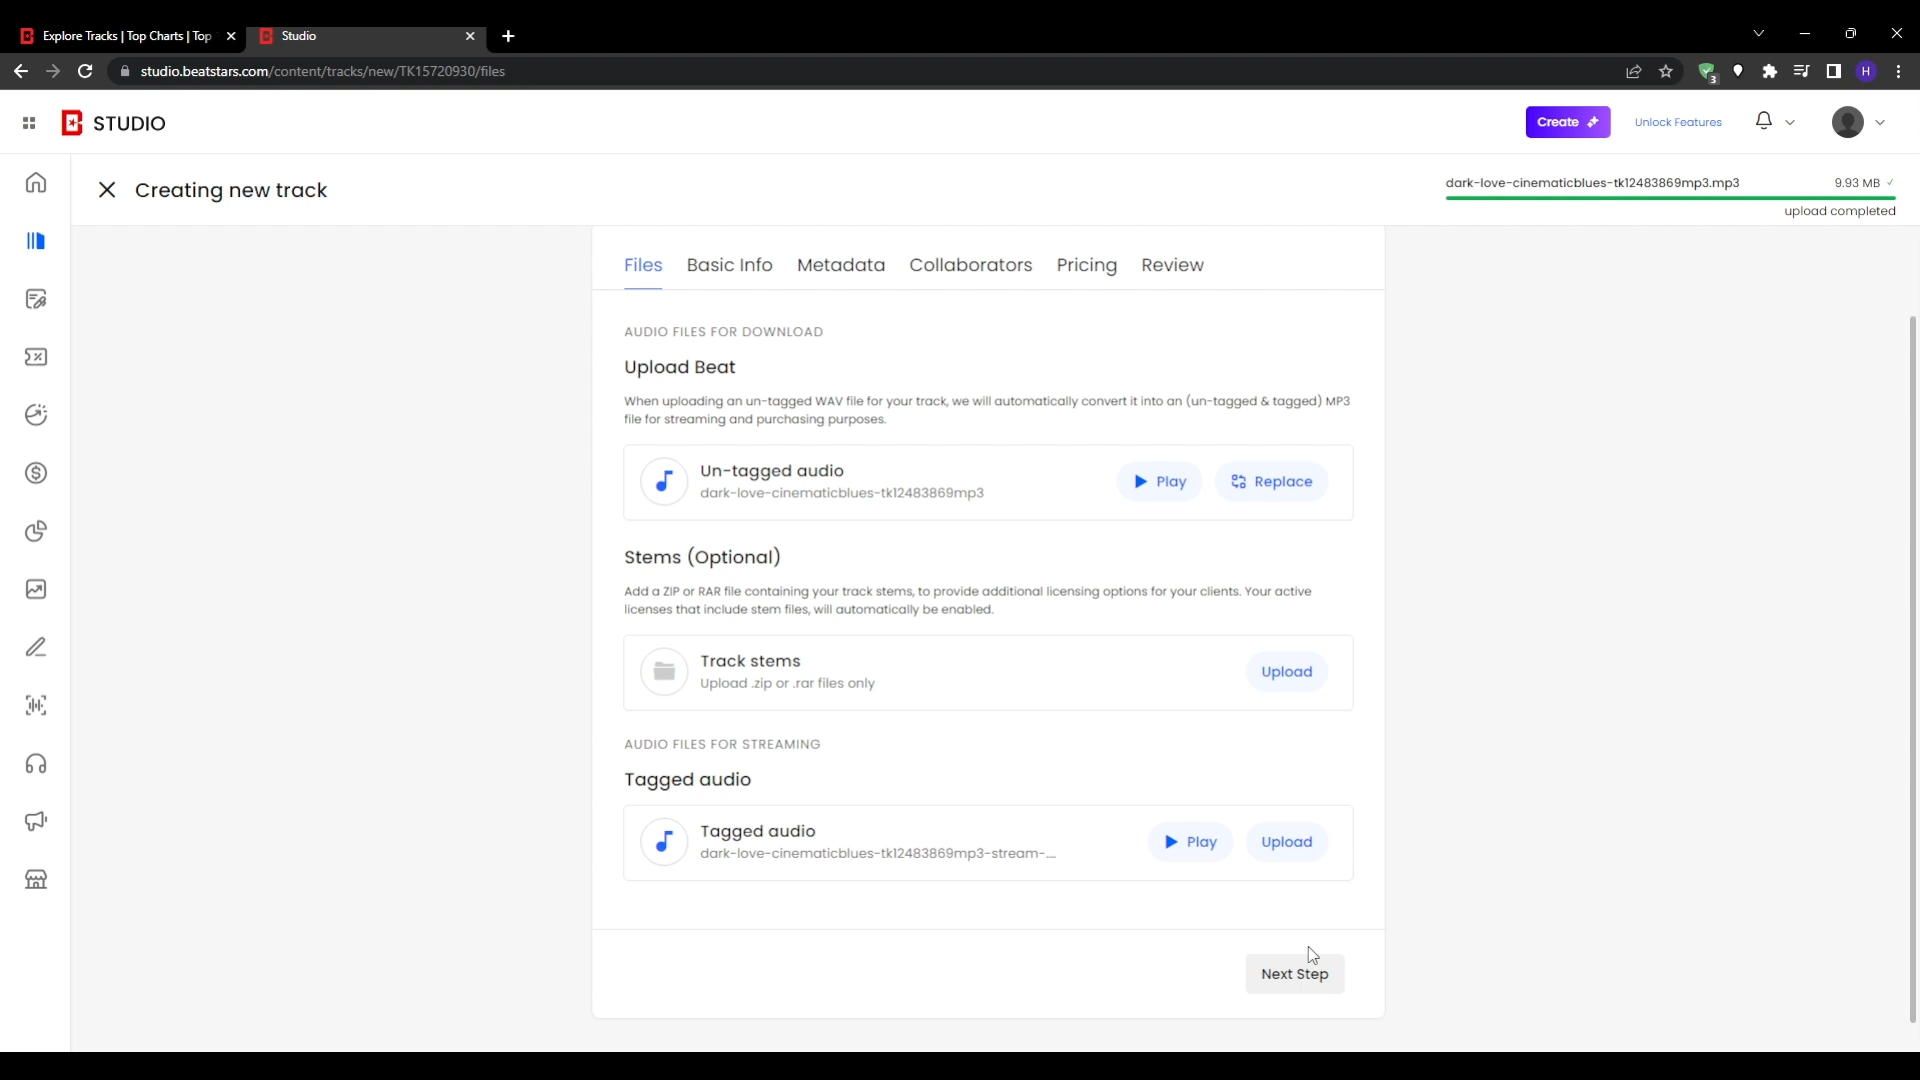 Explore Tracks | Top Charts | Top
Studio
studio.beatstars.com/content/tracks/new/TK15720930/files
3
H
STUDIO
Create
Unlock Features
Creating new track
dark-love-cinematicblues-tk12483869mp3.mp3
9.93 MB
upload completed
Files Basic Info Metadata Collaborators Pricing Review
AUDIO FILES FOR DOWNLOAD
Upload Beat
When uploading an un-tagged WAV file for your track, we will automatically convert it into an (un-tagged & tagged) MP3
file for streaming and purchasing purposes.
Un-tagged audio
dark-love-cinematicblues-tk12483869mp3
Play
Replace
Stems (Optional)
Add a ZIP or RAR file containing your track stems, to provide additional licensing options for your clients. Your active
licenses that include stem files, will automatically be enabled.
Track stems
Upload .zip or .rar files only
Upload
AUDIO FILES FOR STREAMING
Tagged audio
Tagged audio
dark-love-cinematicblues-tk12483869mp3-stream-...
Play
Upload
Next Step